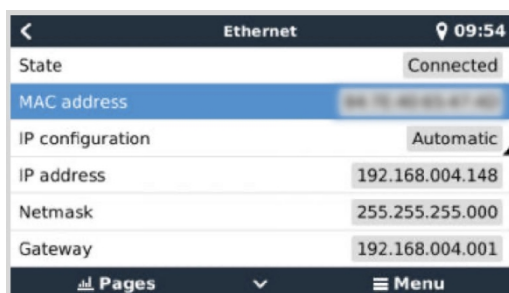 Ethernet 09:54
State Connected
MAC address
IP configuration Automatic
IP address 192.168.004.148
Netmask 255.255.255.000
Gateway 192.168.004.001
Pages Menu